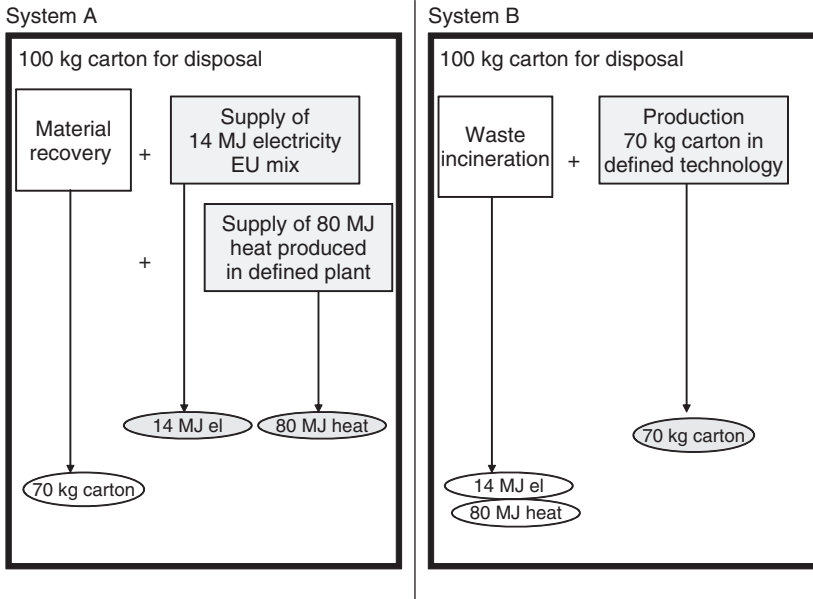 System A
100 kg carton for disposal
Material
recovery
+
Supply of
14 MJ electricity
EU mix
+
Supply of 80 MJ
heat produced
in defined plant
14 MJ el
80 MJ heat
70 kg carton
System B
100 kg carton for disposal
Waste
incineration
+
Production
70 kg carton in
defined technology
70 kg carton
14 MJ el
80 MJ heat